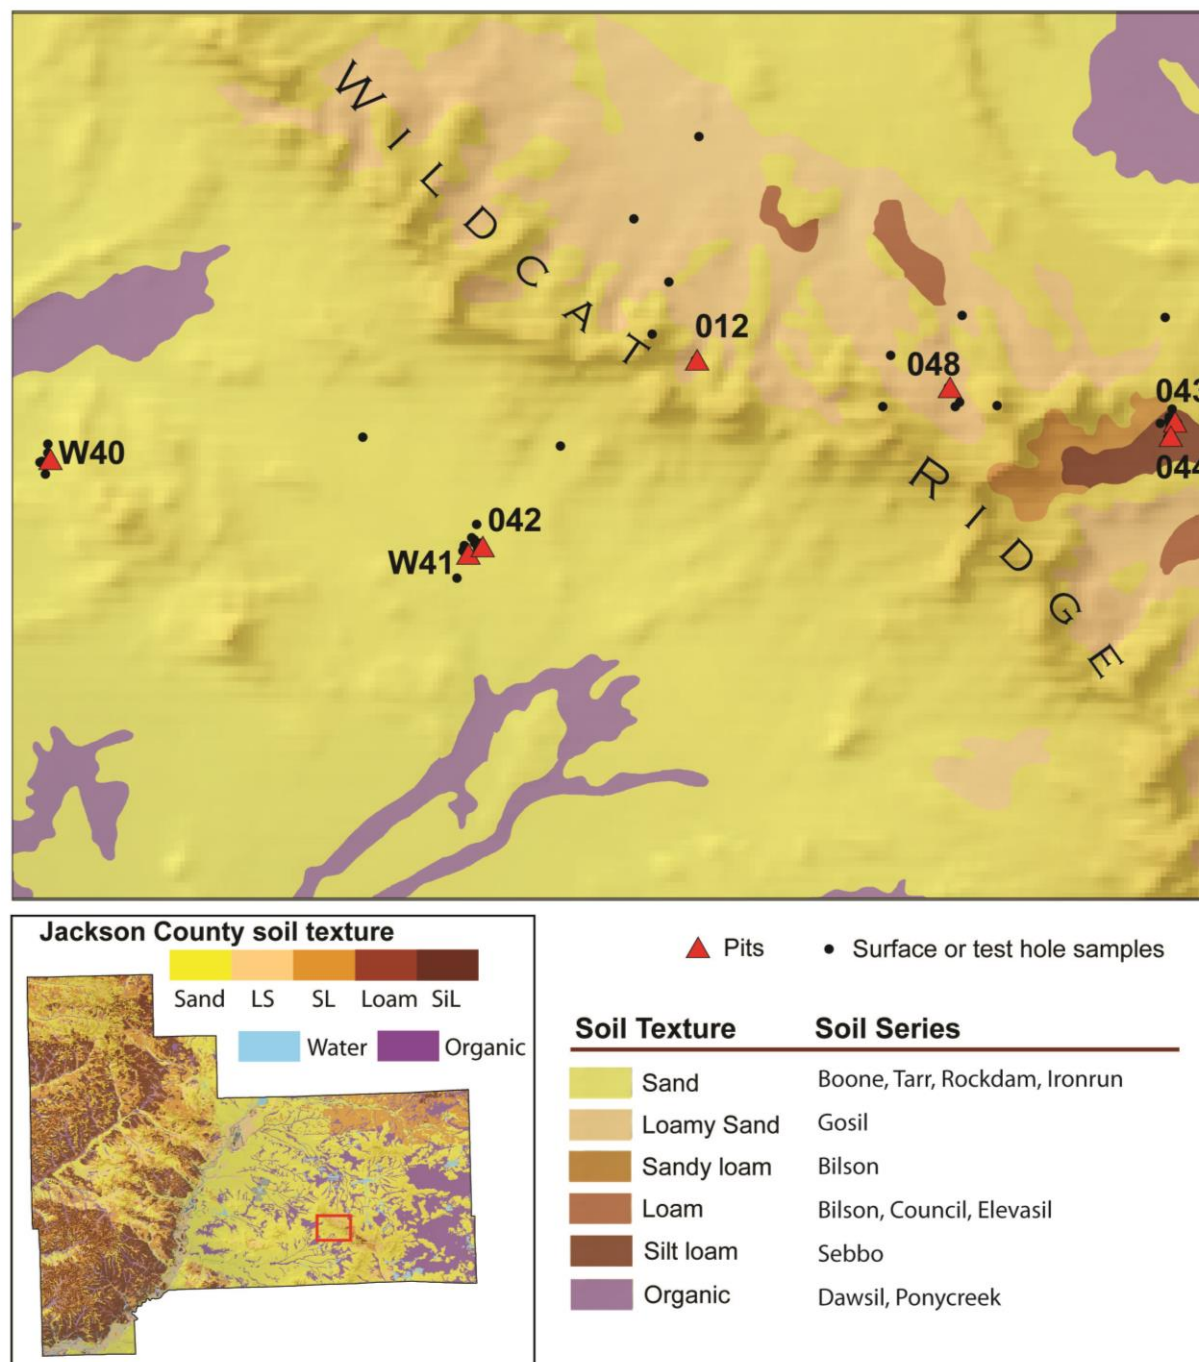 WILDCAT
RIDGE
012
048
043
044
W40
042
W41
Jackson County soil texture
Sand LS SL Loam SiL
Water Organic
Pits Surface or test hole samples
Soil Texture Soil Series
Sand Boone, Tarr, Rockdam, Ironrun
Loamy Sand Gosil
Sandy loam Bilson
Loam Bilson, Council, Elevasil
Silt loam Sebbo
Organic Dawsil, Ponycreek